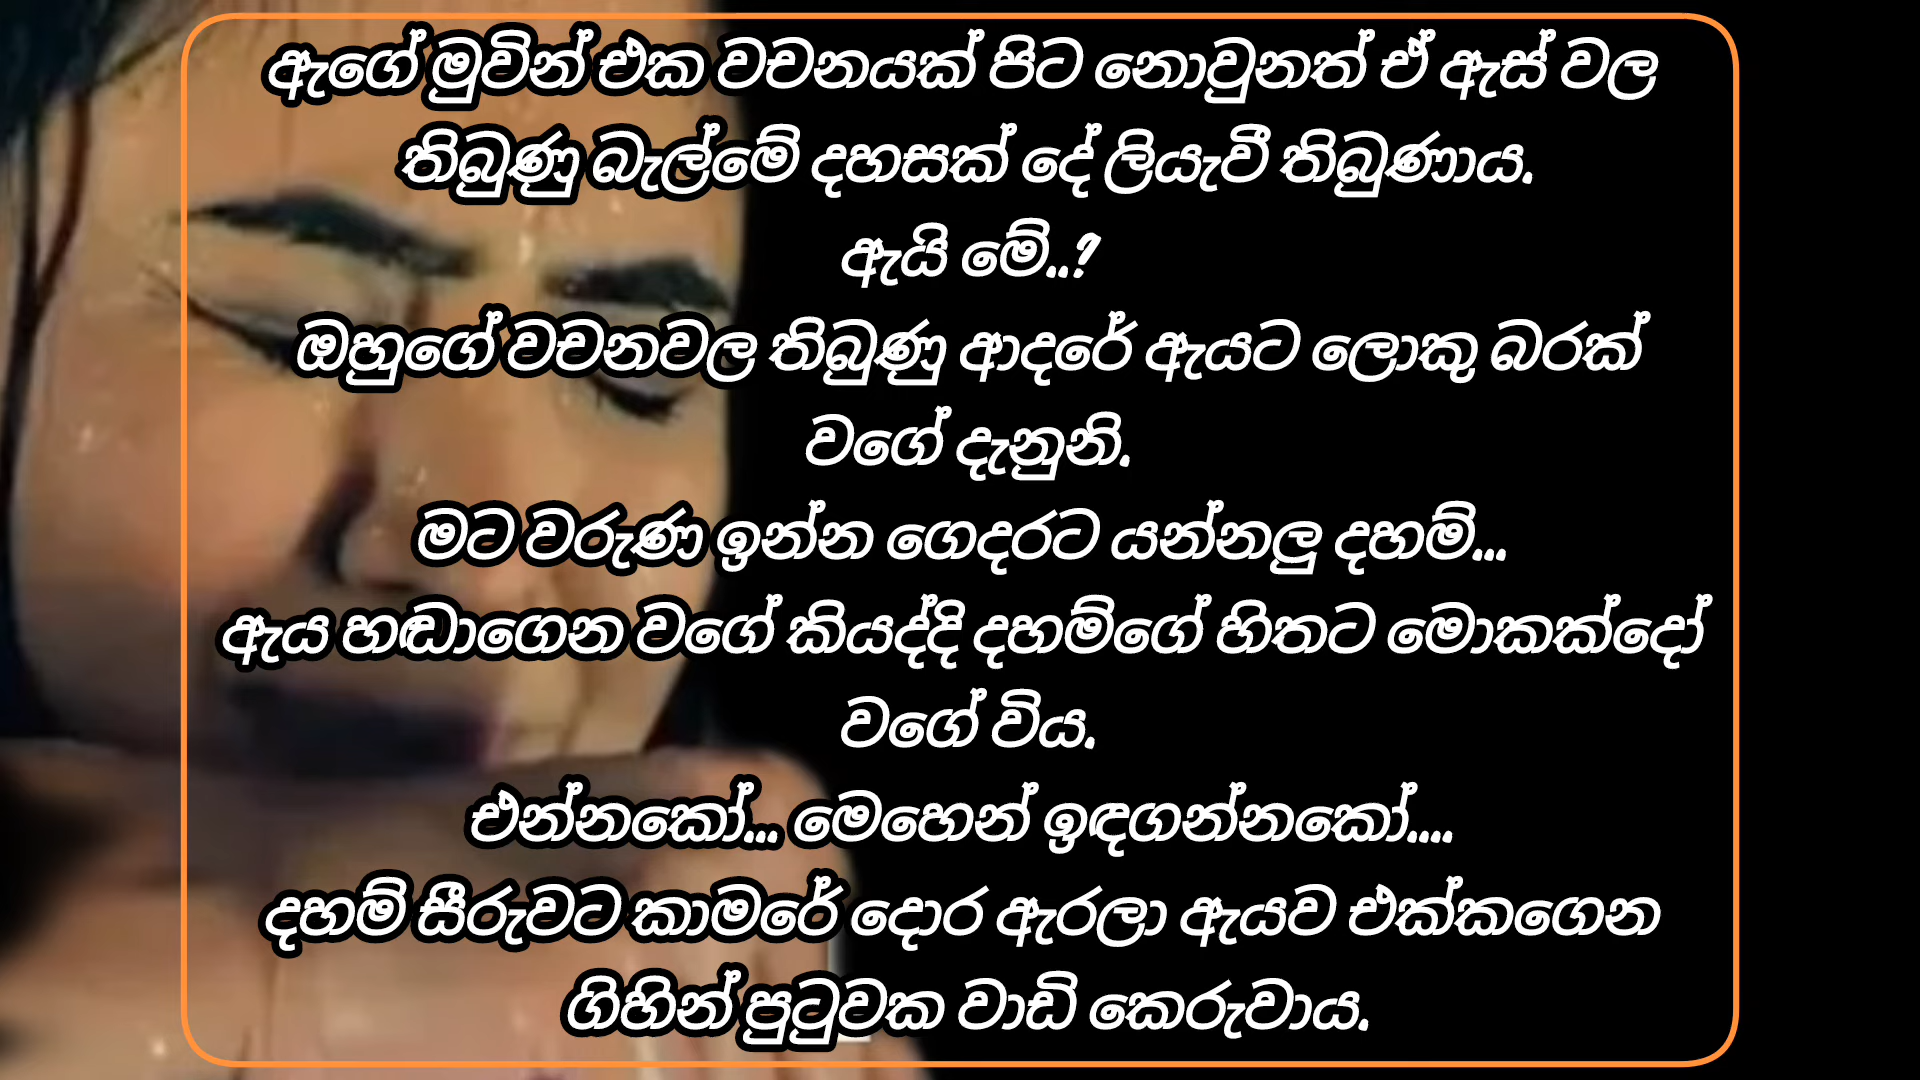 ඇගේ මුවින් එක වචනයක් පිට නොවුනත් ඒ ඇස් වල
තිබුණු බැල්මේ දහසක් දේ ලියැවී තිබුණාය.
ඇයි මේ..?
ඔහුගේ වචනවල තිබුණු ආදරේ ඇයට ලොකු බරක්
වගේ දැනුනි.
මට වරුණ ඉන්න ගෙදරට යන්නලු දහම්...
ඇය හඬාගෙන වගේ කියද්දි දහම්ගේ හිතට මොකක්දෝ
වගේ විය.
එන්නකෝ... මෙහෙන් ඉඳගන්නකෝ....
දහම් සීරුවට කාමරේ දොර ඇරලා ඇයව එක්කගෙන
ගිහින් පුටුවක වාඩි කෙරුවාය.